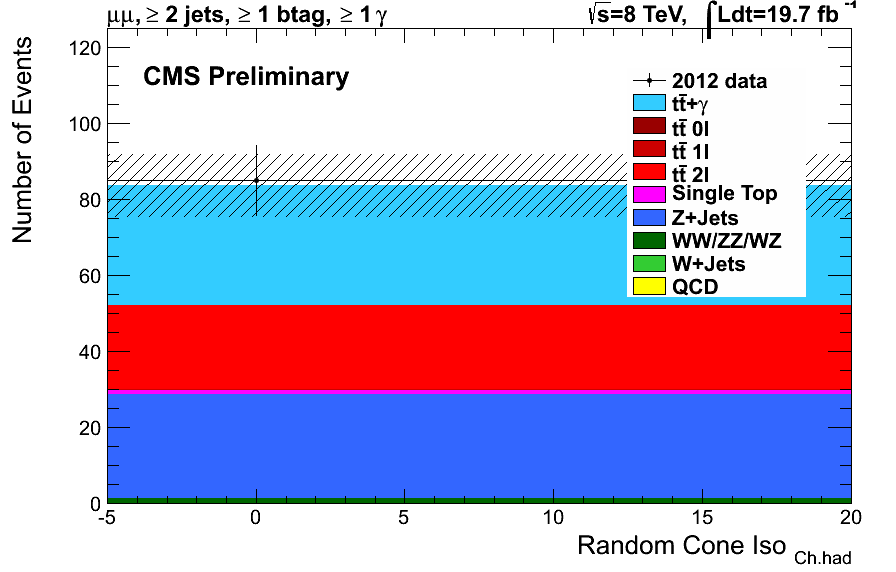 μμ, ≥ 2 jets, ≥ 1 btag, ≥ 1 γ
√s=8 TeV, ∫Ldt=19.7 fb⁻¹
CMS Preliminary
2012 data
tt̄+γ
tt̄ 0l
tt̄ 1l
tt̄ 2l
Single Top
Z+Jets
WW/ZZ/WZ
W+Jets
QCD
Number of Events
120
100
80
60
40
20
0
-5 0 5 10 15 20
Random Cone Iso Ch.had